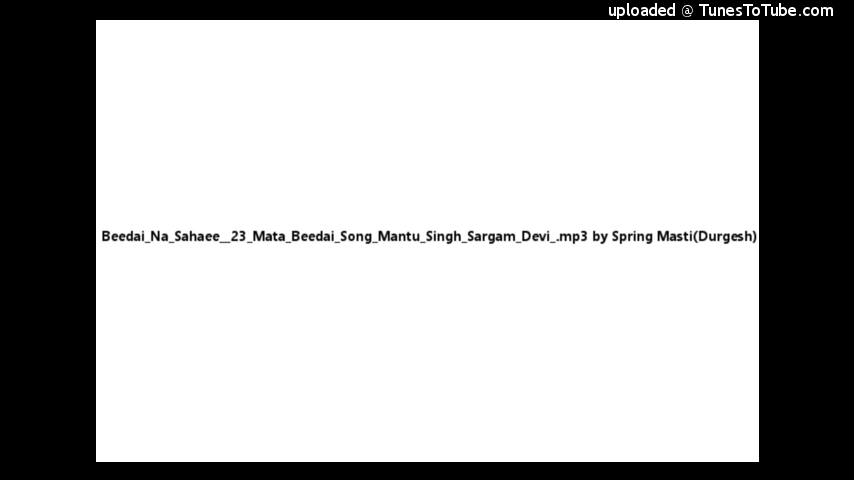 uploaded @ TunesToTube.com
Beedai_Na_Sahaee__23_Mata_Beedai_Song_Mantu_Singh_Sargam_Devi_.mp3 by Spring Masti(Durgesh)